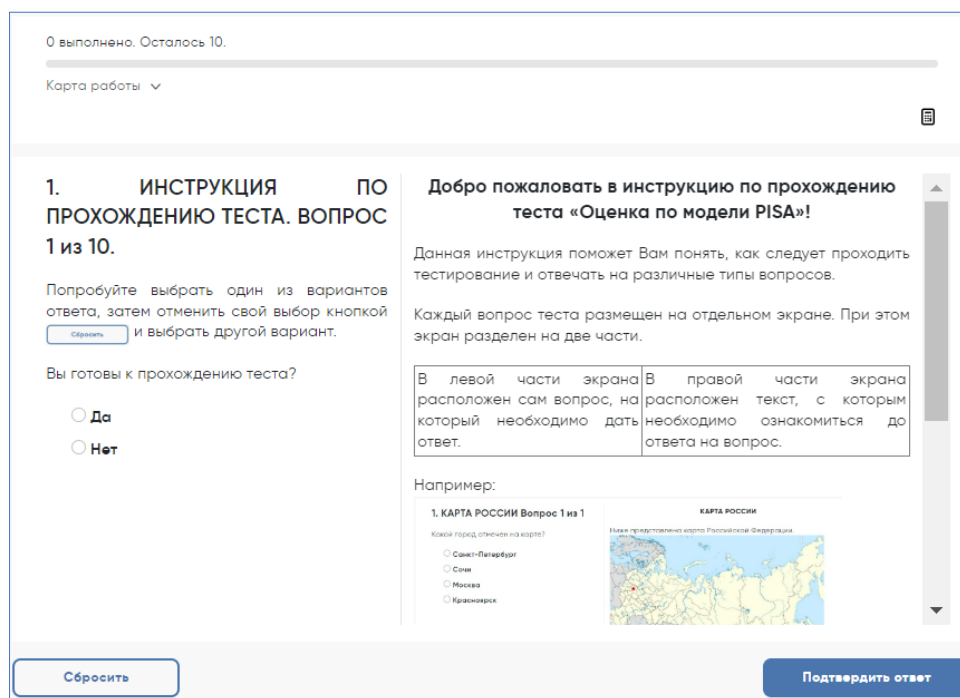 0 выполнено. Осталось 10.
Карта работы
1. ИНСТРУКЦИЯ ПО
ПРОХОЖДЕНИЮ ТЕСТА. ВОПРОС
1 из 10.
Попробуйте выбрать один из вариантов
ответа, затем отменить свой выбор кнопкой
Сбросить и выбрать другой вариант.
Вы готовы к прохождению теста?
Да
Нет
Добро пожаловать в инструкцию по прохождению
теста «Оценка по модели PISA»!
Данная инструкция поможет Вам понять, как следует проходить
тестирование и отвечать на различные типы вопросов.
Каждый вопрос теста размещен на отдельном экране. При этом
экран разделен на две части.
В левой части экрана
расположен сам вопрос, на
который необходимо дать
ответ.
В правой части экрана
расположен текст, с которым
необходимо ознакомиться до
ответа на вопрос.
Например:
1. КАРТА РОССИИ Вопрос 1 из 1
Какой город отмечен на карте?
Санкт-Петербург
Сочи
Москва
Красноярск
КАРТА РОССИИ
Ниже представлена карта Российской Федерации.
Сбросить
Подтвердить ответ